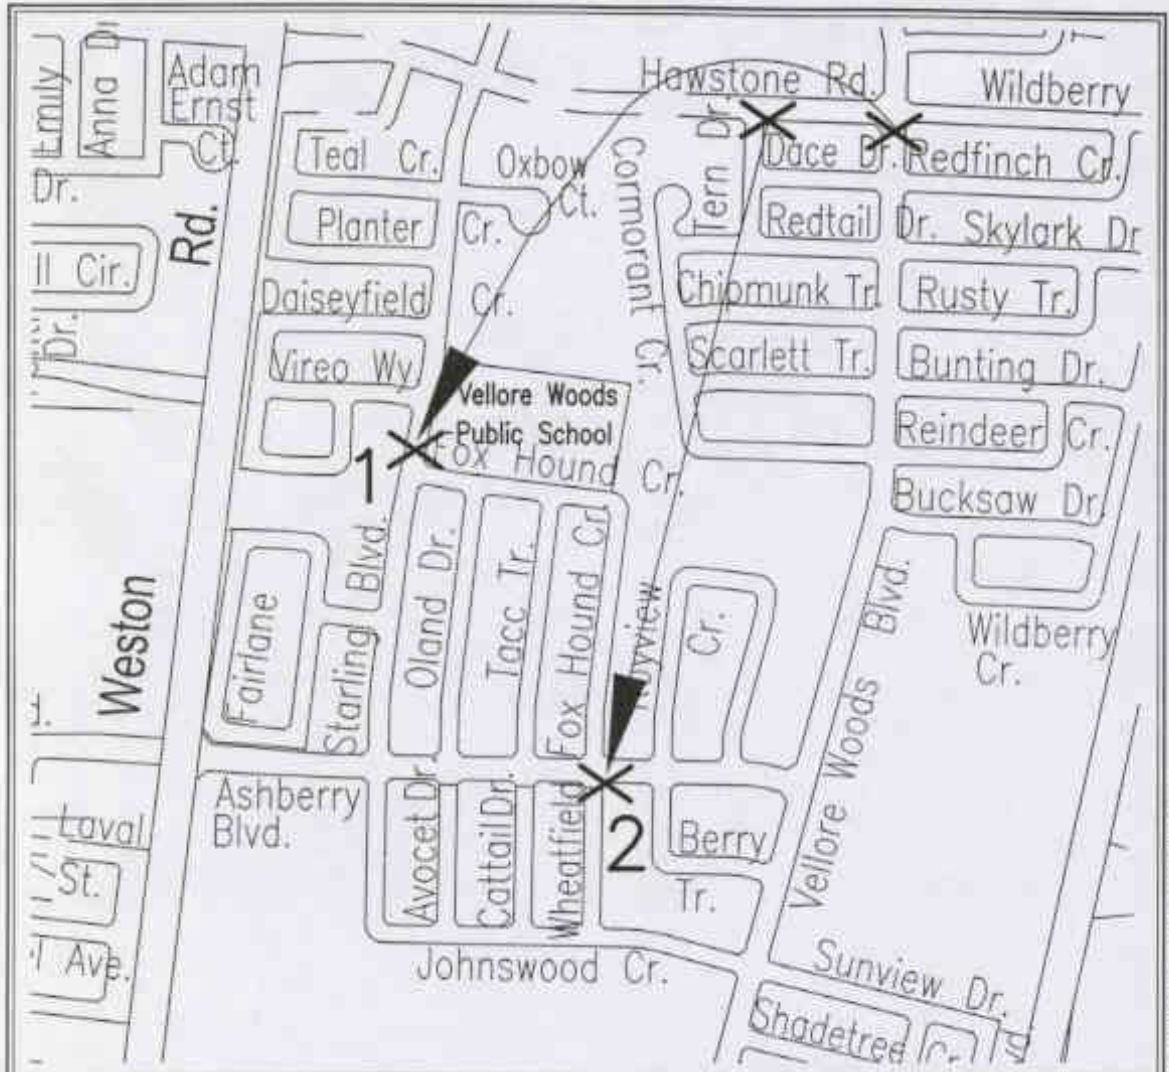 Emily
Dr.
Anna
Adam
Ernst
Ct.
Hawstone Rd.
Wildberry
Teal Cr.
Oxbow
Ct.
Cormorant Cr.
Tern Dr.
Dace Dr.
Redfinch Cr.
Planter Cr.
Redtail Dr.
Skylark Dr
Rd.
ll Cir.
Dr.
Daiseyfield Cr.
Chipmunk Tr.
Rusty Tr.
Vireo Wy
Scarlett Tr.
Bunting Dr.
Vellore Woods
Public School
Fox Hound Cr.
1
Reindeer Cr.
Bucksaw Dr.
Weston
Fairlane
Starling Blvd.
Oland Dr.
Tacc Tr.
Fox Hound Cr.
Cr.
Vellore Woods Blvd.
Wildberry
Cr.
Ashberry
Blvd.
Avocet Dr.
Cattail Dr.
Wheatfield
2
Berry
Tr.
Laval
St.
Ave.
Johnswood Cr.
Sunview Dr.
Shadetree
Cr.